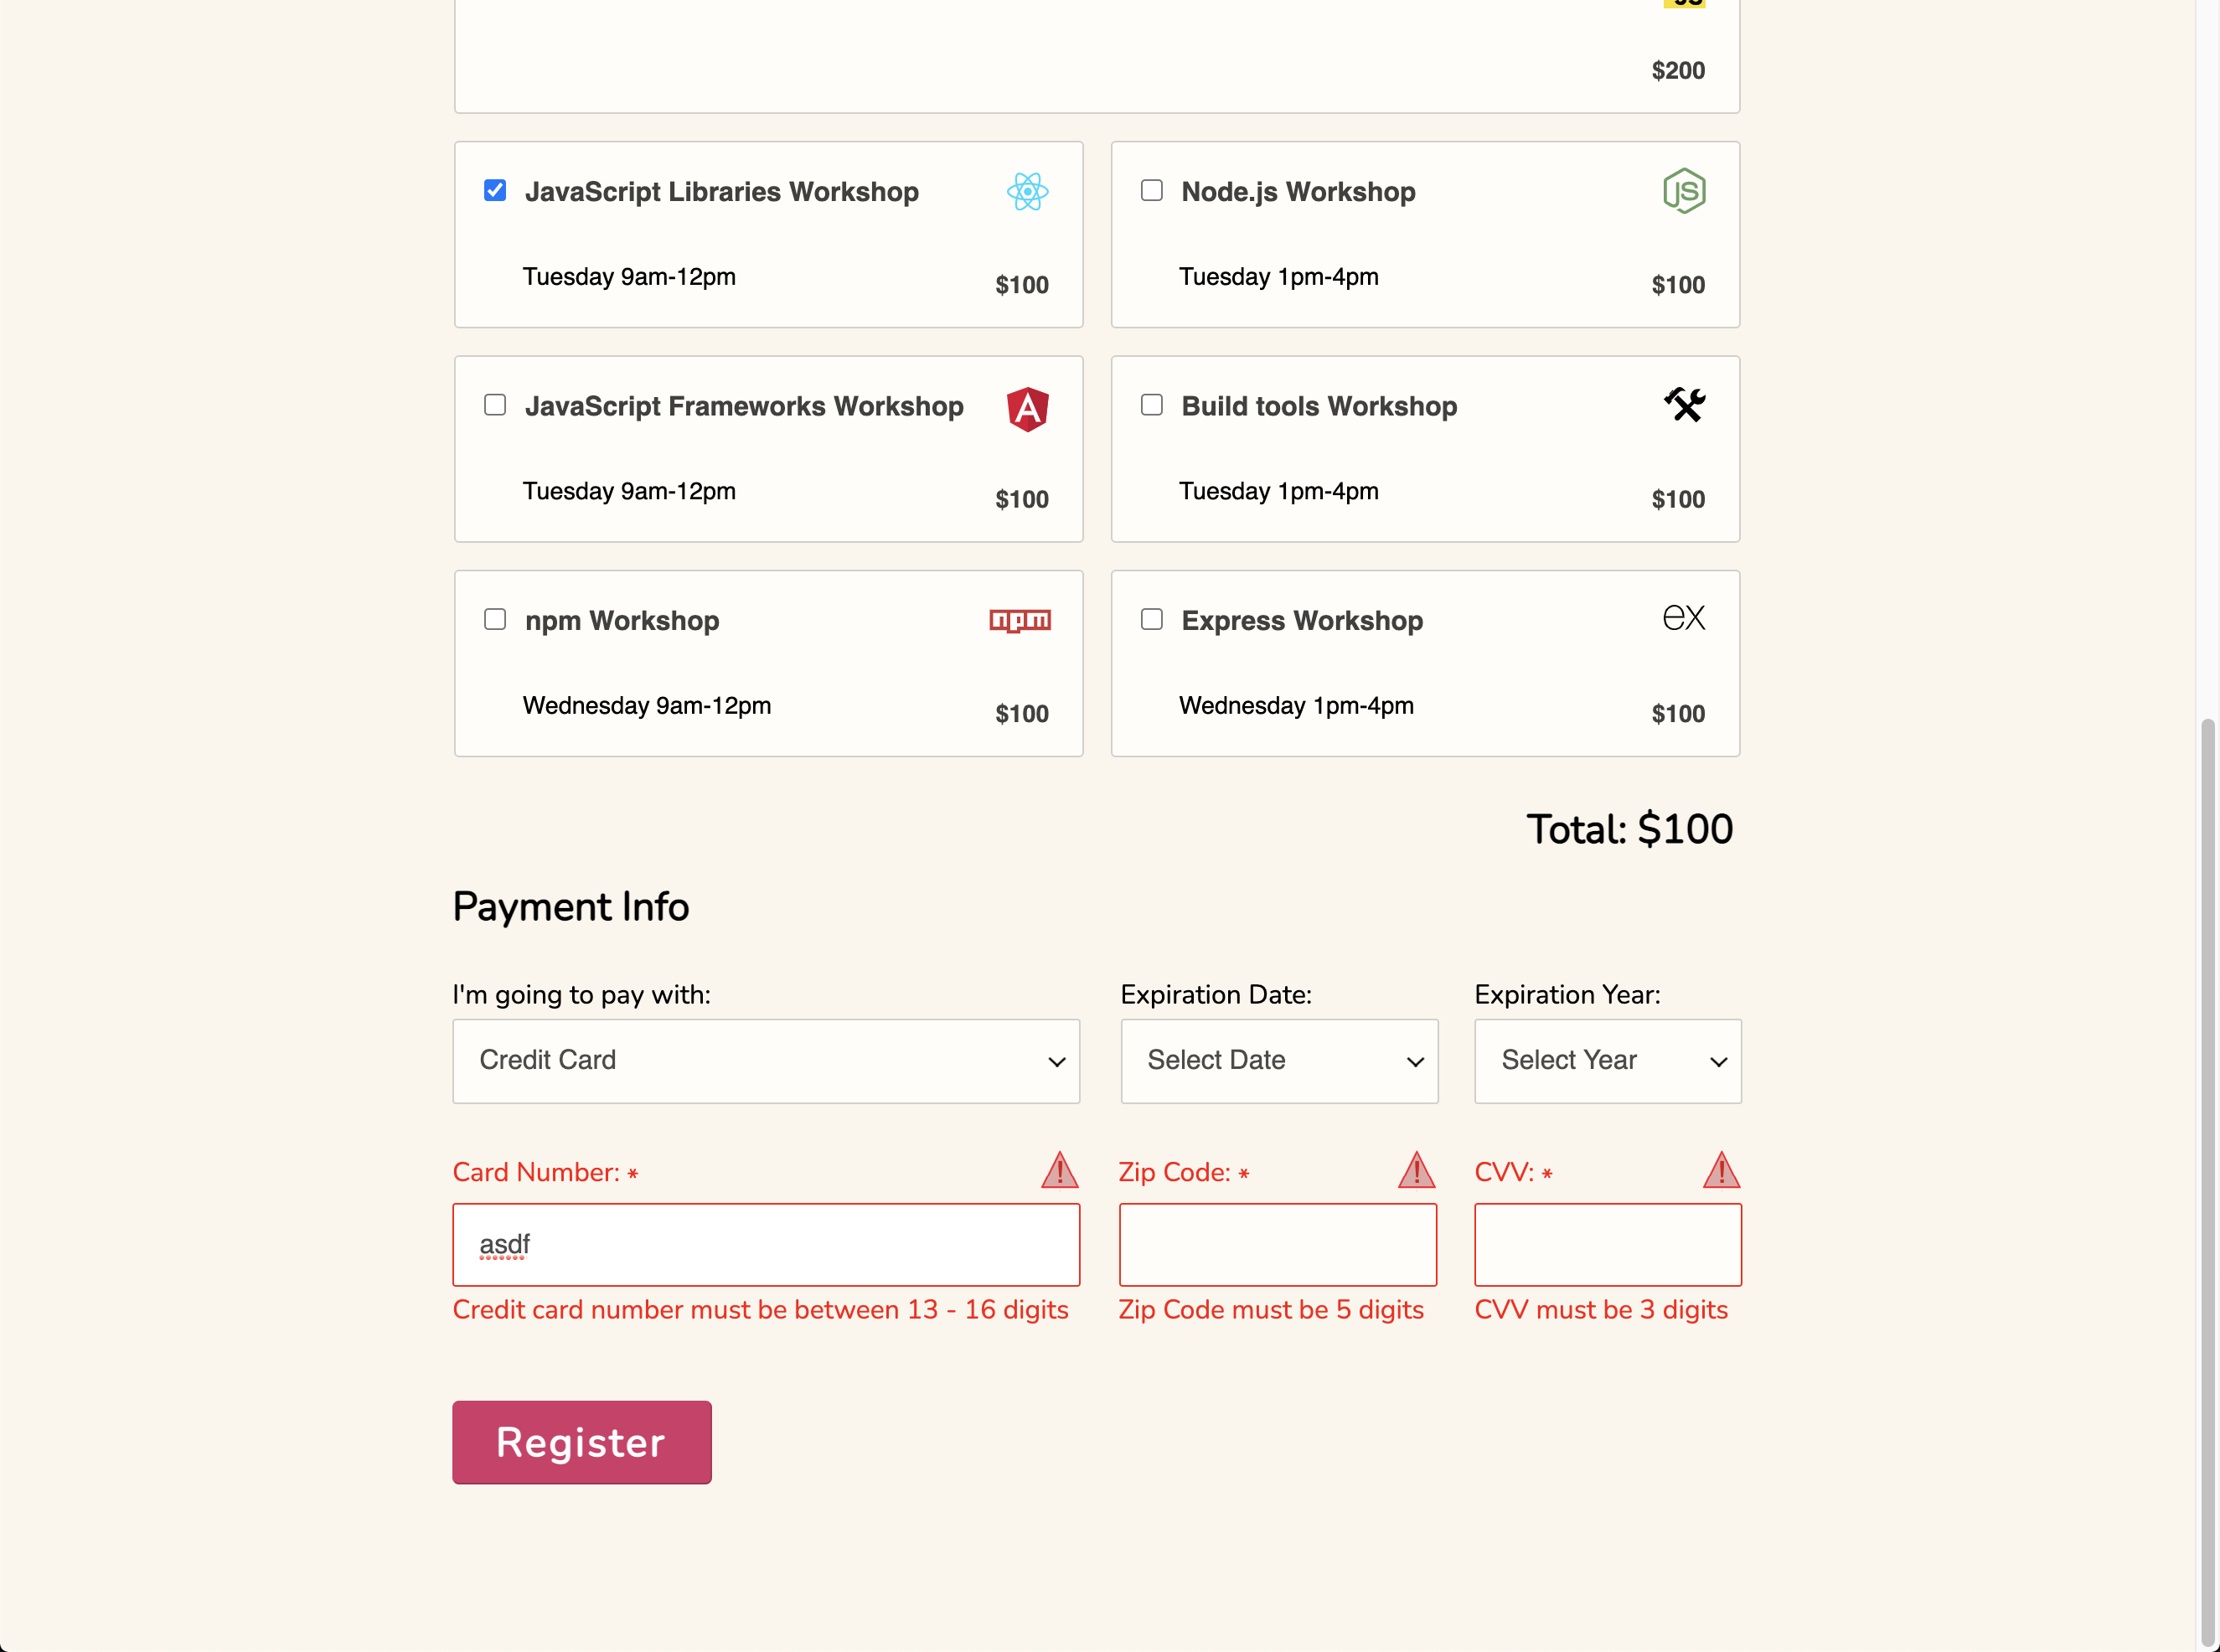 $200
JavaScript Libraries Workshop
Tuesday 9am-12pm
$100
Node.js Workshop
JS
Tuesday 1pm-4pm
$100
JavaScript Frameworks Workshop
A
Tuesday 9am-12pm
$100
Build tools Workshop
Tuesday 1pm-4pm
$100
npm Workshop
npm
Wednesday 9am-12pm
$100
Express Workshop
ex
Wednesday 1pm-4pm
$100
Total: $100
Payment Info
I'm going to pay with:
Credit Card
Expiration Date:
Select Date
Expiration Year:
Select Year
Card Number: *
asdf
Credit card number must be between 13 - 16 digits
Zip Code: *
Zip Code must be 5 digits
CVV: *
CVV must be 3 digits
Register